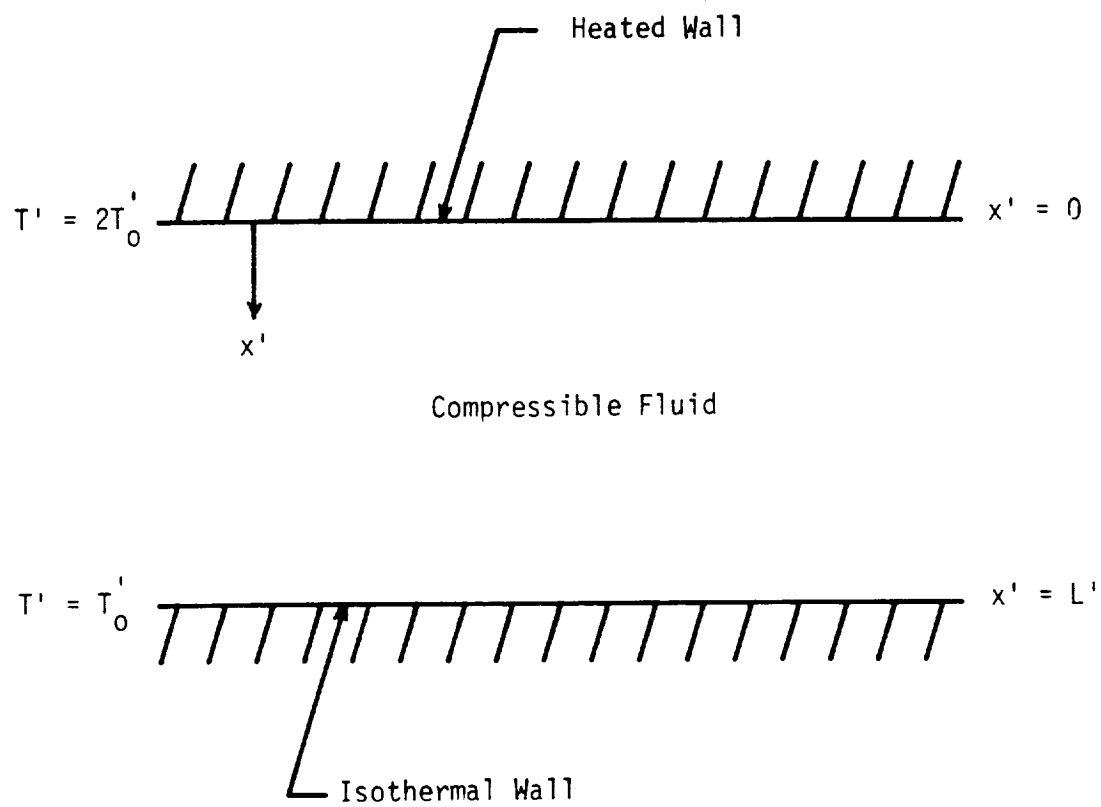 Heated Wall
T' = 2T'o
x' = 0
x'
Compressible Fluid
T' = T'o
x' = L'
Isothermal Wall